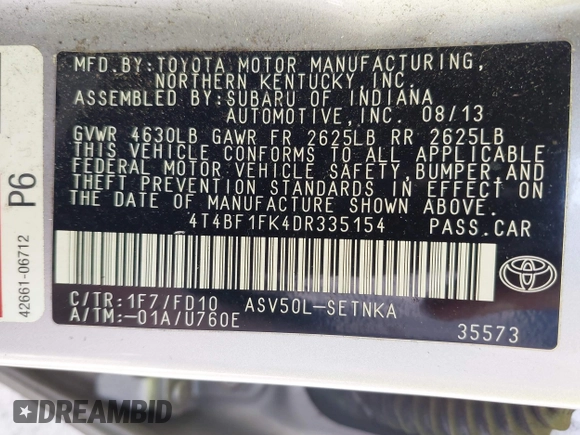 MFD.BY:TOYOTA MOTOR MANUFACTURING,
NORTHERN KENTUCKY,INC.
ASSEMBLED BY:SUBARU OF INDIANA
AUTOMOTIVE,INC. 08/13
GVWR 4630LB GAWR FR 2625LB RR 2625LB
THIS VEHICLE CONFORMS TO ALL APPLICABLE
FEDERAL MOTOR VEHICLE SAFETY,BUMPER,AND
THEFT PREVENTION STANDARDS IN EFFECT ON
THE DATE OF MANUFACTURE SHOWN ABOVE.
4T4BF1FK4DR335154 PASS.CAR
C/TR:1F7/FD10 ASV50L-SETNKA
A/TM:-01A/U760E 35573
TOYOTA
P6
42661-06712
DREAMBID